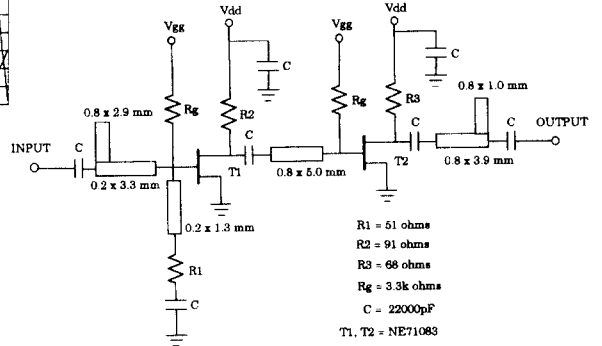 Vdd
Vdd
Vgg
Vgg
C
C
0.8 x 2.9 mm
Rg
R2
Rg
R3
0.8 x 1.0 mm
INPUT
C
C
C
C
OUTPUT
0.2 x 3.3 mm
T1
0.8 x 5.0 mm
T2
0.8 x 3.9 mm
0.2 x 1.3 mm
R1
C
R1 = 51 ohms
R2 = 91 ohms
R3 = 68 ohms
Rg = 3.3k ohms
C = 22000pF
T1, T2 = NE71083